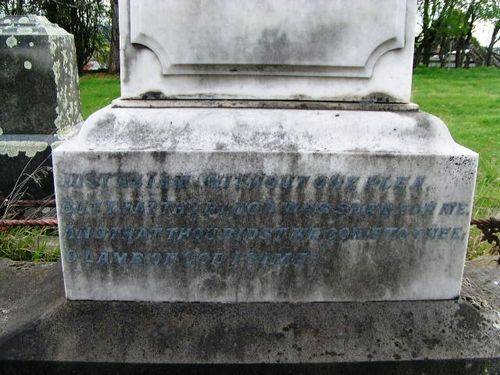 JUST AS I AM WITHOUT ONE PLEA,
BUT THAT THY BLOOD WAS SHED FOR ME
AND THAT THOU BIDST ME COME TO THEE,
O LAMB OF GOD I COME